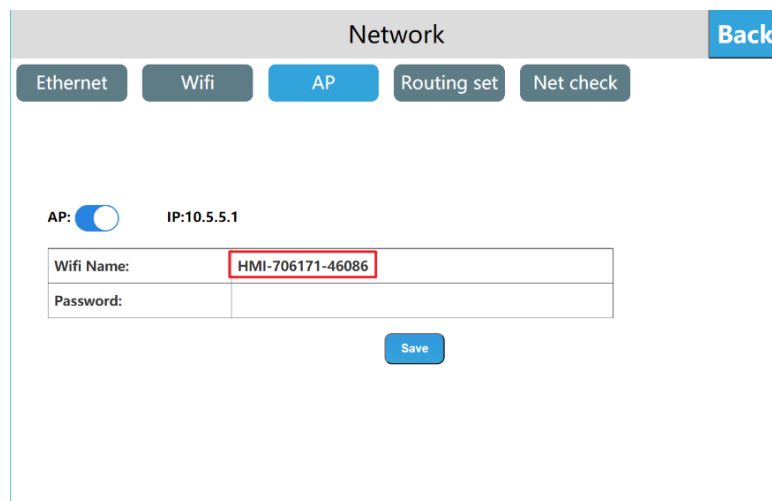 Network
Back
Ethernet Wifi AP Routing set Net check
AP: IP:10.5.5.1
Wifi Name: HMI-706171-46086
Password:
Save